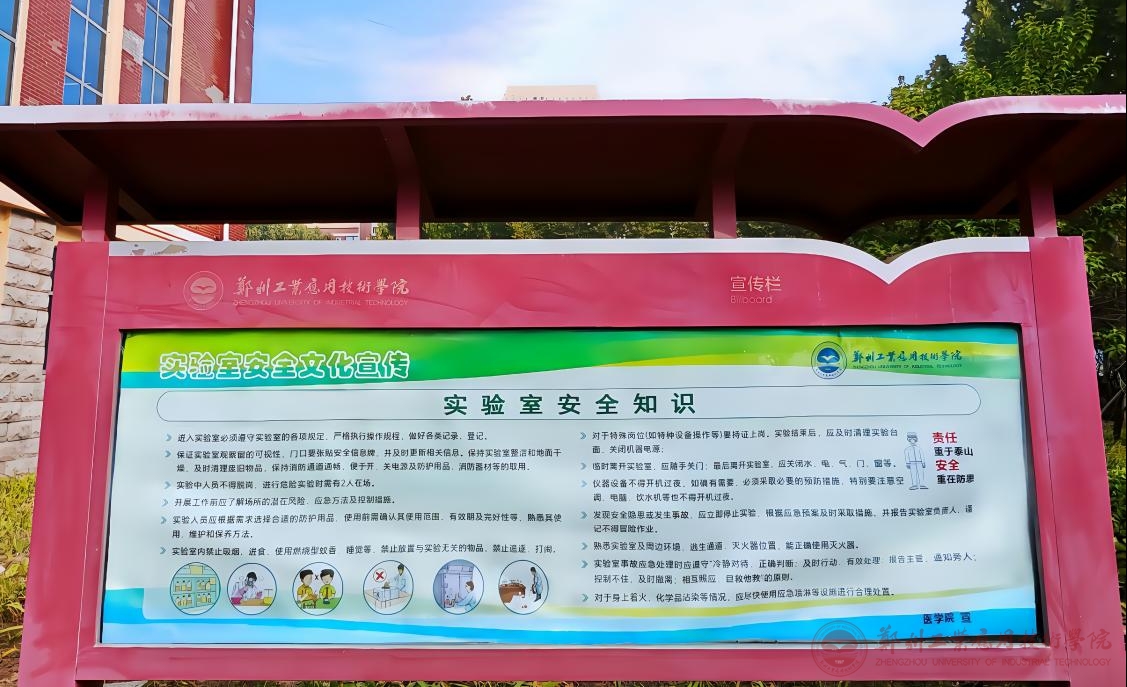 鄭州工業應用技術學院
ZHENGZHOU UNIVERSITY OF INDUSTRIAL TECHNOLOGY
宣传栏
Billboard
实验室安全文化宣传
鄭州工業應用技術學院
ZHENGZHOU UNIVERSITY OF INDUSTRIAL TECHNOLOGY
实验室安全知识
进入实验室必须遵守实验室的各项规定，严格执行操作规程，做好各类记录、登记。
保证实验室观察窗的可视性，门口要张贴安全信息牌，并及时更新相关信息。保持实验室整洁和地面干
燥，及时清理废旧物品，保持消防通道通畅，便于开、关电源及防护用品、消防器材等的取用。
实验中人员不得脱岗，进行危险实验时需有2人在场。
开展工作前应了解场所的潜在风险、应急方法及控制措施。
实验人员应根据需求选择合适的防护用品，使用前需确认其使用范围、有效期及完好性等，熟悉其使
用、维护和保养方法。
实验室内禁止吸烟、进食、使用燃烧型蚊香、睡觉等，禁止放置与实验无关的物品，禁止追逐、打闹。
对于特殊岗位(如特种设备操作等)要持证上岗。实验结束后，应及时清理实验台
面、关闭机器电源；
临时离开实验室，应随手关门；最后离开实验室，应关闭水、电、气、门、窗等。
仪器设备不得开机过夜，如确有需要，必须采取必要的预防措施，特别要注意空
调、电脑、饮水机等也不得开机过夜。
发现安全隐患或发生事故，应立即停止实验，根据应急预案及时采取措施，并报告实验室负责人，谨
记不得冒险作业。
熟悉实验室及周边环境，逃生通道、灭火器位置，能正确使用灭火器。
实验室事故应急处理时应遵守"冷静对待，正确判断；及时行动，有效处理；报告主管，通知旁人；
控制不住，及时撤离；相互照应，自救他救"的原则。
对于身上着火、化学品沾染等情况，应尽快使用应急喷淋等设施进行合理处置。
责任
重于泰山
安全
重在防患
医学院 宣
鄭州工業應用技術學院
ZHENGZHOU UNIVERSITY OF INDUSTRIAL TECHNOLOGY